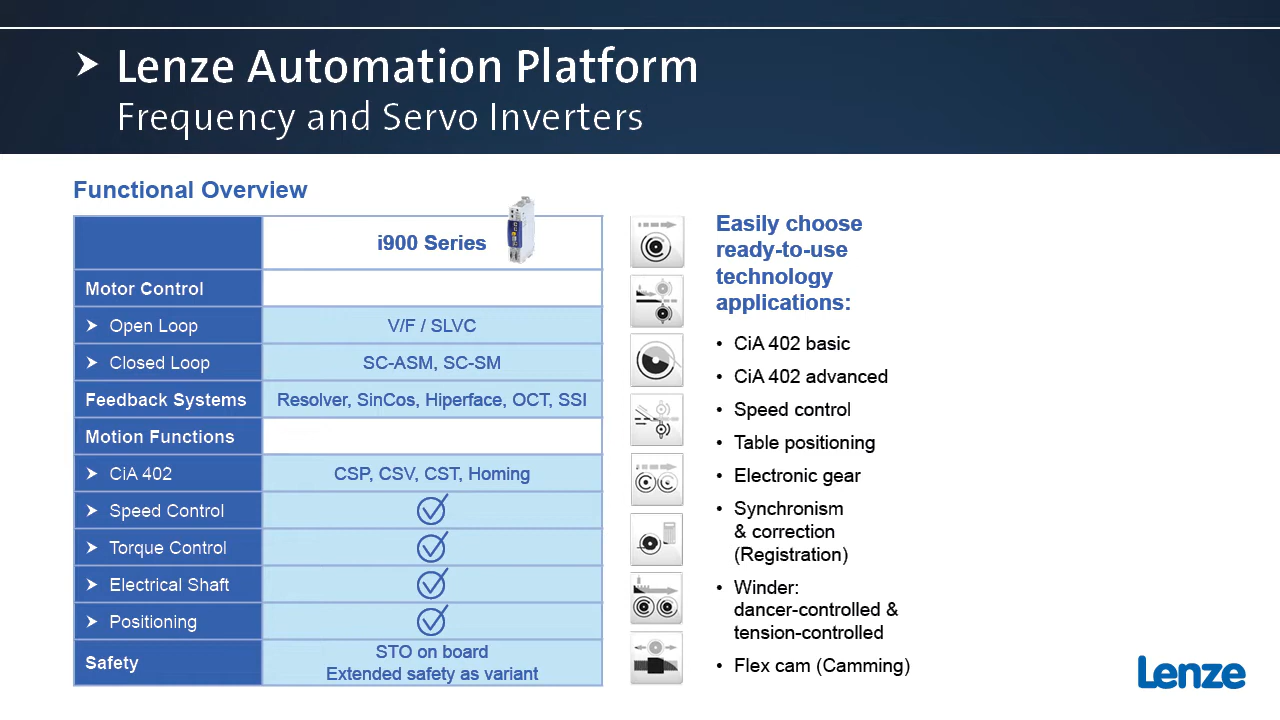 Lenze Automation Platform
Frequency and Servo Inverters
Functional Overview
i900 Series
Motor Control
Open Loop
V/F / SLVC
Closed Loop
SC-ASM, SC-SM
Feedback Systems
Resolver, SinCos, Hiperface, OCT, SSI
Motion Functions
CiA 402
CSP, CSV, CST, Homing
Speed Control
Torque Control
Electrical Shaft
Positioning
Safety
STO on board
Extended safety as variant
Easily choose
ready-to-use
technology
applications:
• CiA 402 basic
• CiA 402 advanced
• Speed control
• Table positioning
• Electronic gear
• Synchronism
& correction
(Registration)
• Winder:
dancer-controlled &
tension-controlled
• Flex cam (Camming)
Lenze